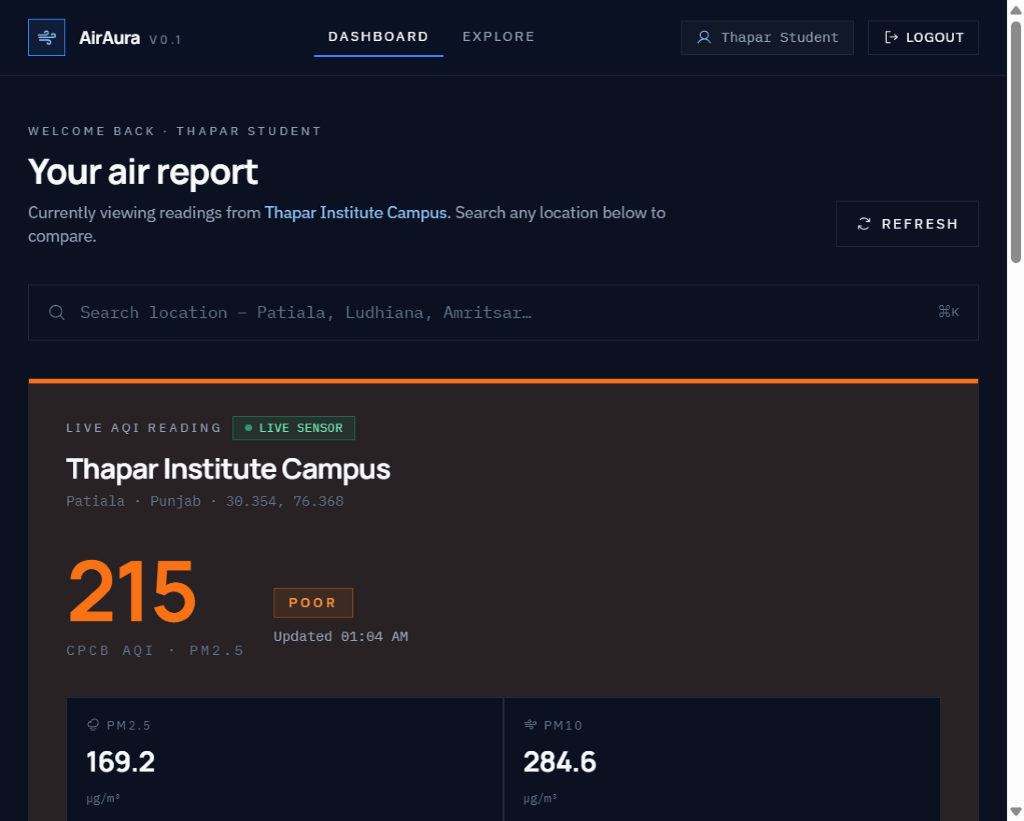 AirAura V0.1
DASHBOARD
EXPLORE
Thapar Student
LOGOUT
WELCOME BACK · THAPAR STUDENT
Your air report
Currently viewing readings from Thapar Institute Campus. Search any location below to
compare.
REFRESH
Search location — Patiala, Ludhiana, Amritsar…
⌘K
LIVE AQI READING
LIVE SENSOR
Thapar Institute Campus
Patiala · Punjab · 30.354, 76.368
215
POOR
Updated 01:04 AM
CPCB AQI · PM2.5
PM2.5
169.2
µg/m³
PM10
284.6
µg/m³